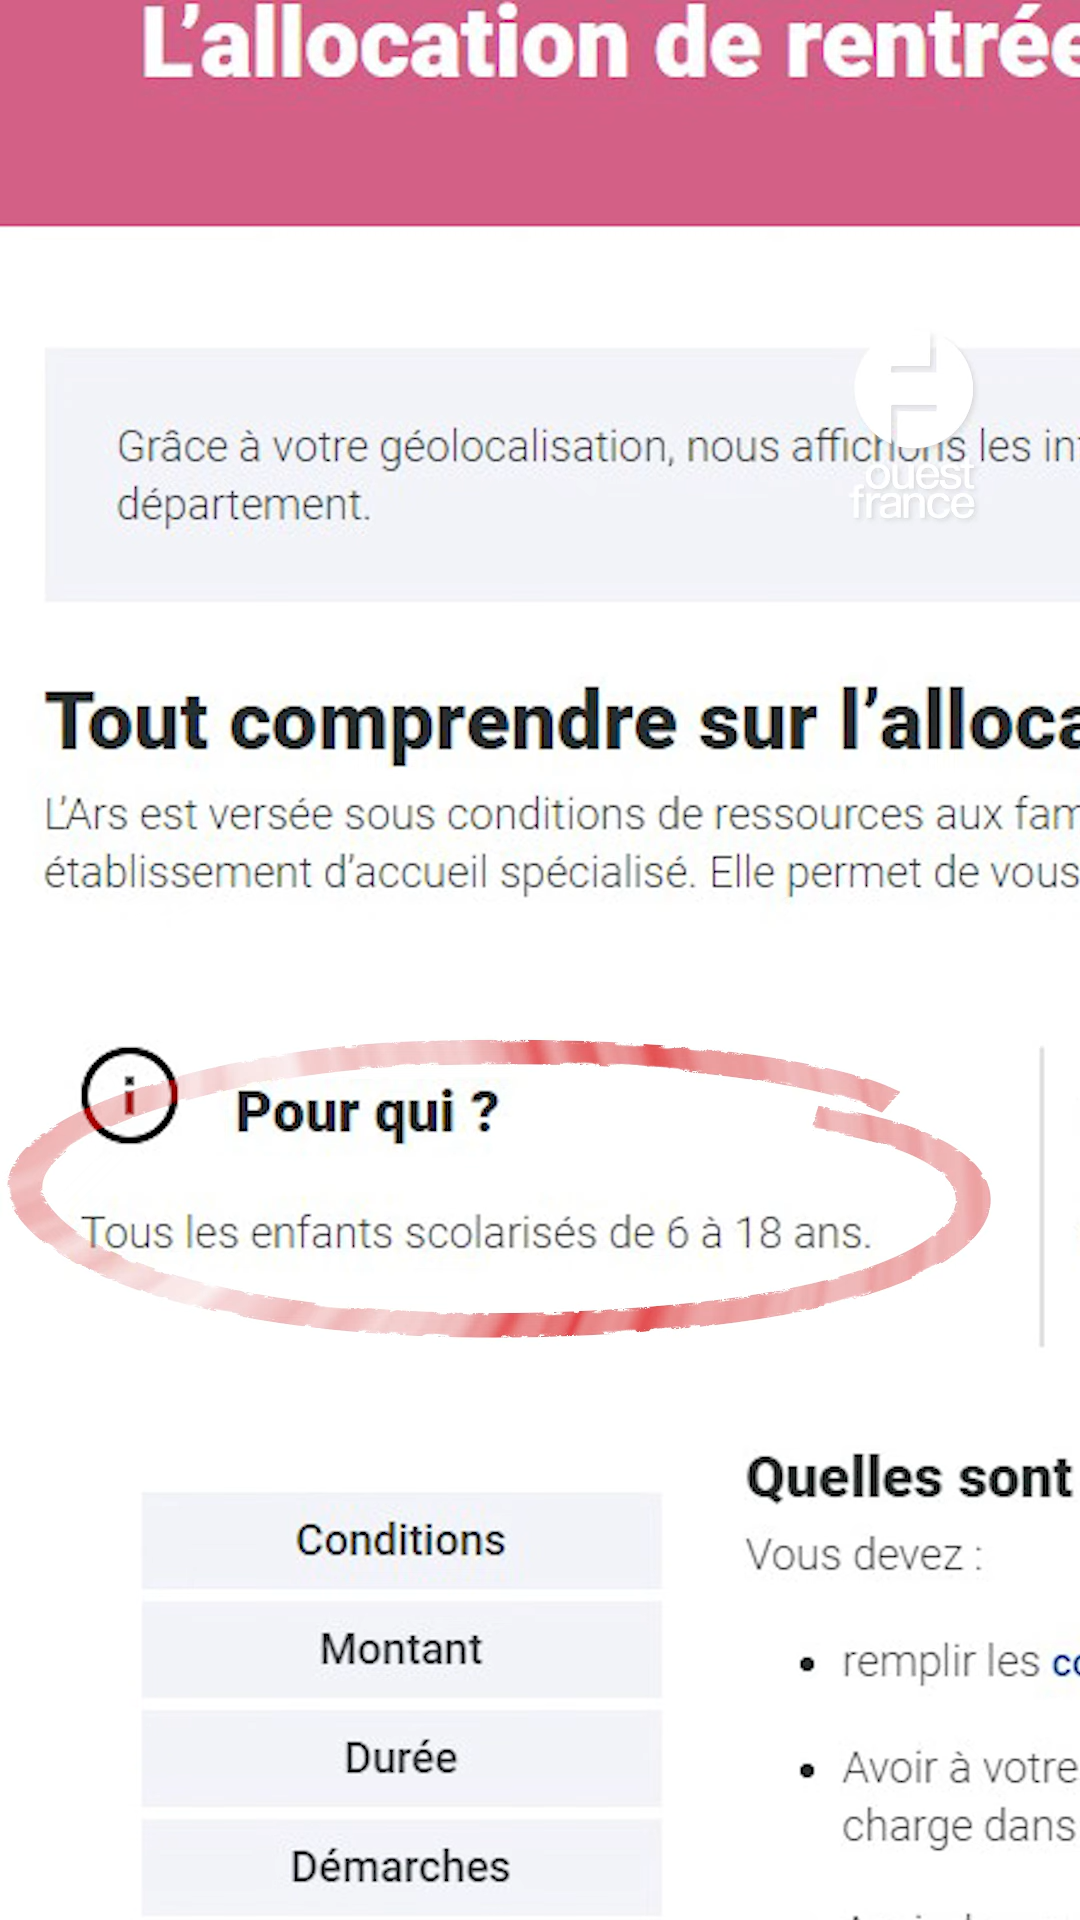 L’allocation de rentrée
Grâce à votre géolocalisation, nous affichons les
département.
ouest
france
Tout comprendre sur l’alloca
L’Ars est versée sous conditions de ressources aux fam
établissement d’accueil spécialisé. Elle permet de vous
i
Pour qui ?
Tous les enfants scolarisés de 6 à 18 ans.
Conditions
Montant
Durée
Démarches
Quelles sont
Vous devez :
remplir les
Avoir à votre
charge dans